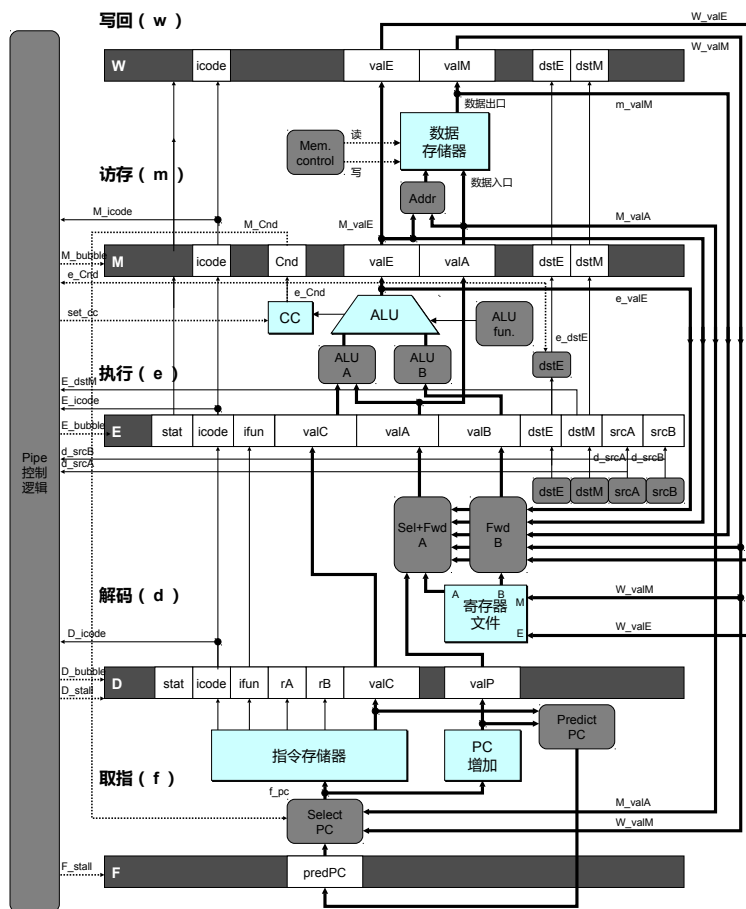 写回( w )
W_valE
W_valM
W
icode
valE
valM
dstE
dstM
数据出口
m_valM
Mem.
control
读
写
数据
存储器
访存( m )
数据入口
Addr
M_icode
M_Cnd
M_valE
M_valA
M_bubble
M
icode
Cnd
valE
valA
dstE
dstM
e_Cnd
e_Cnd
e_valE
set_cc
CC
ALU
ALU
fun.
e_dstE
ALU
A
ALU
B
dstE
执行( e )
E_dstM
E_icode
E_bubble
E
stat
icode
ifun
valC
valA
valB
dstE
dstM
srcA
srcB
Pipe
控制
逻辑
d_srcB
d_srcA
d_srcA
d_srcB
dstE
dstM
srcA
srcB
Sel+Fwd
A
Fwd
B
解码( d )
A
B
M
E
寄存器
文件
W_valM
W_valE
D_icode
D_bubble
D_stall
D
stat
icode
ifun
rA
rB
valC
valP
Predict
PC
指令存储器
PC
增加
取指( f )
f_pc
Select
PC
M_valA
W_valM
F_stall
F
predPC